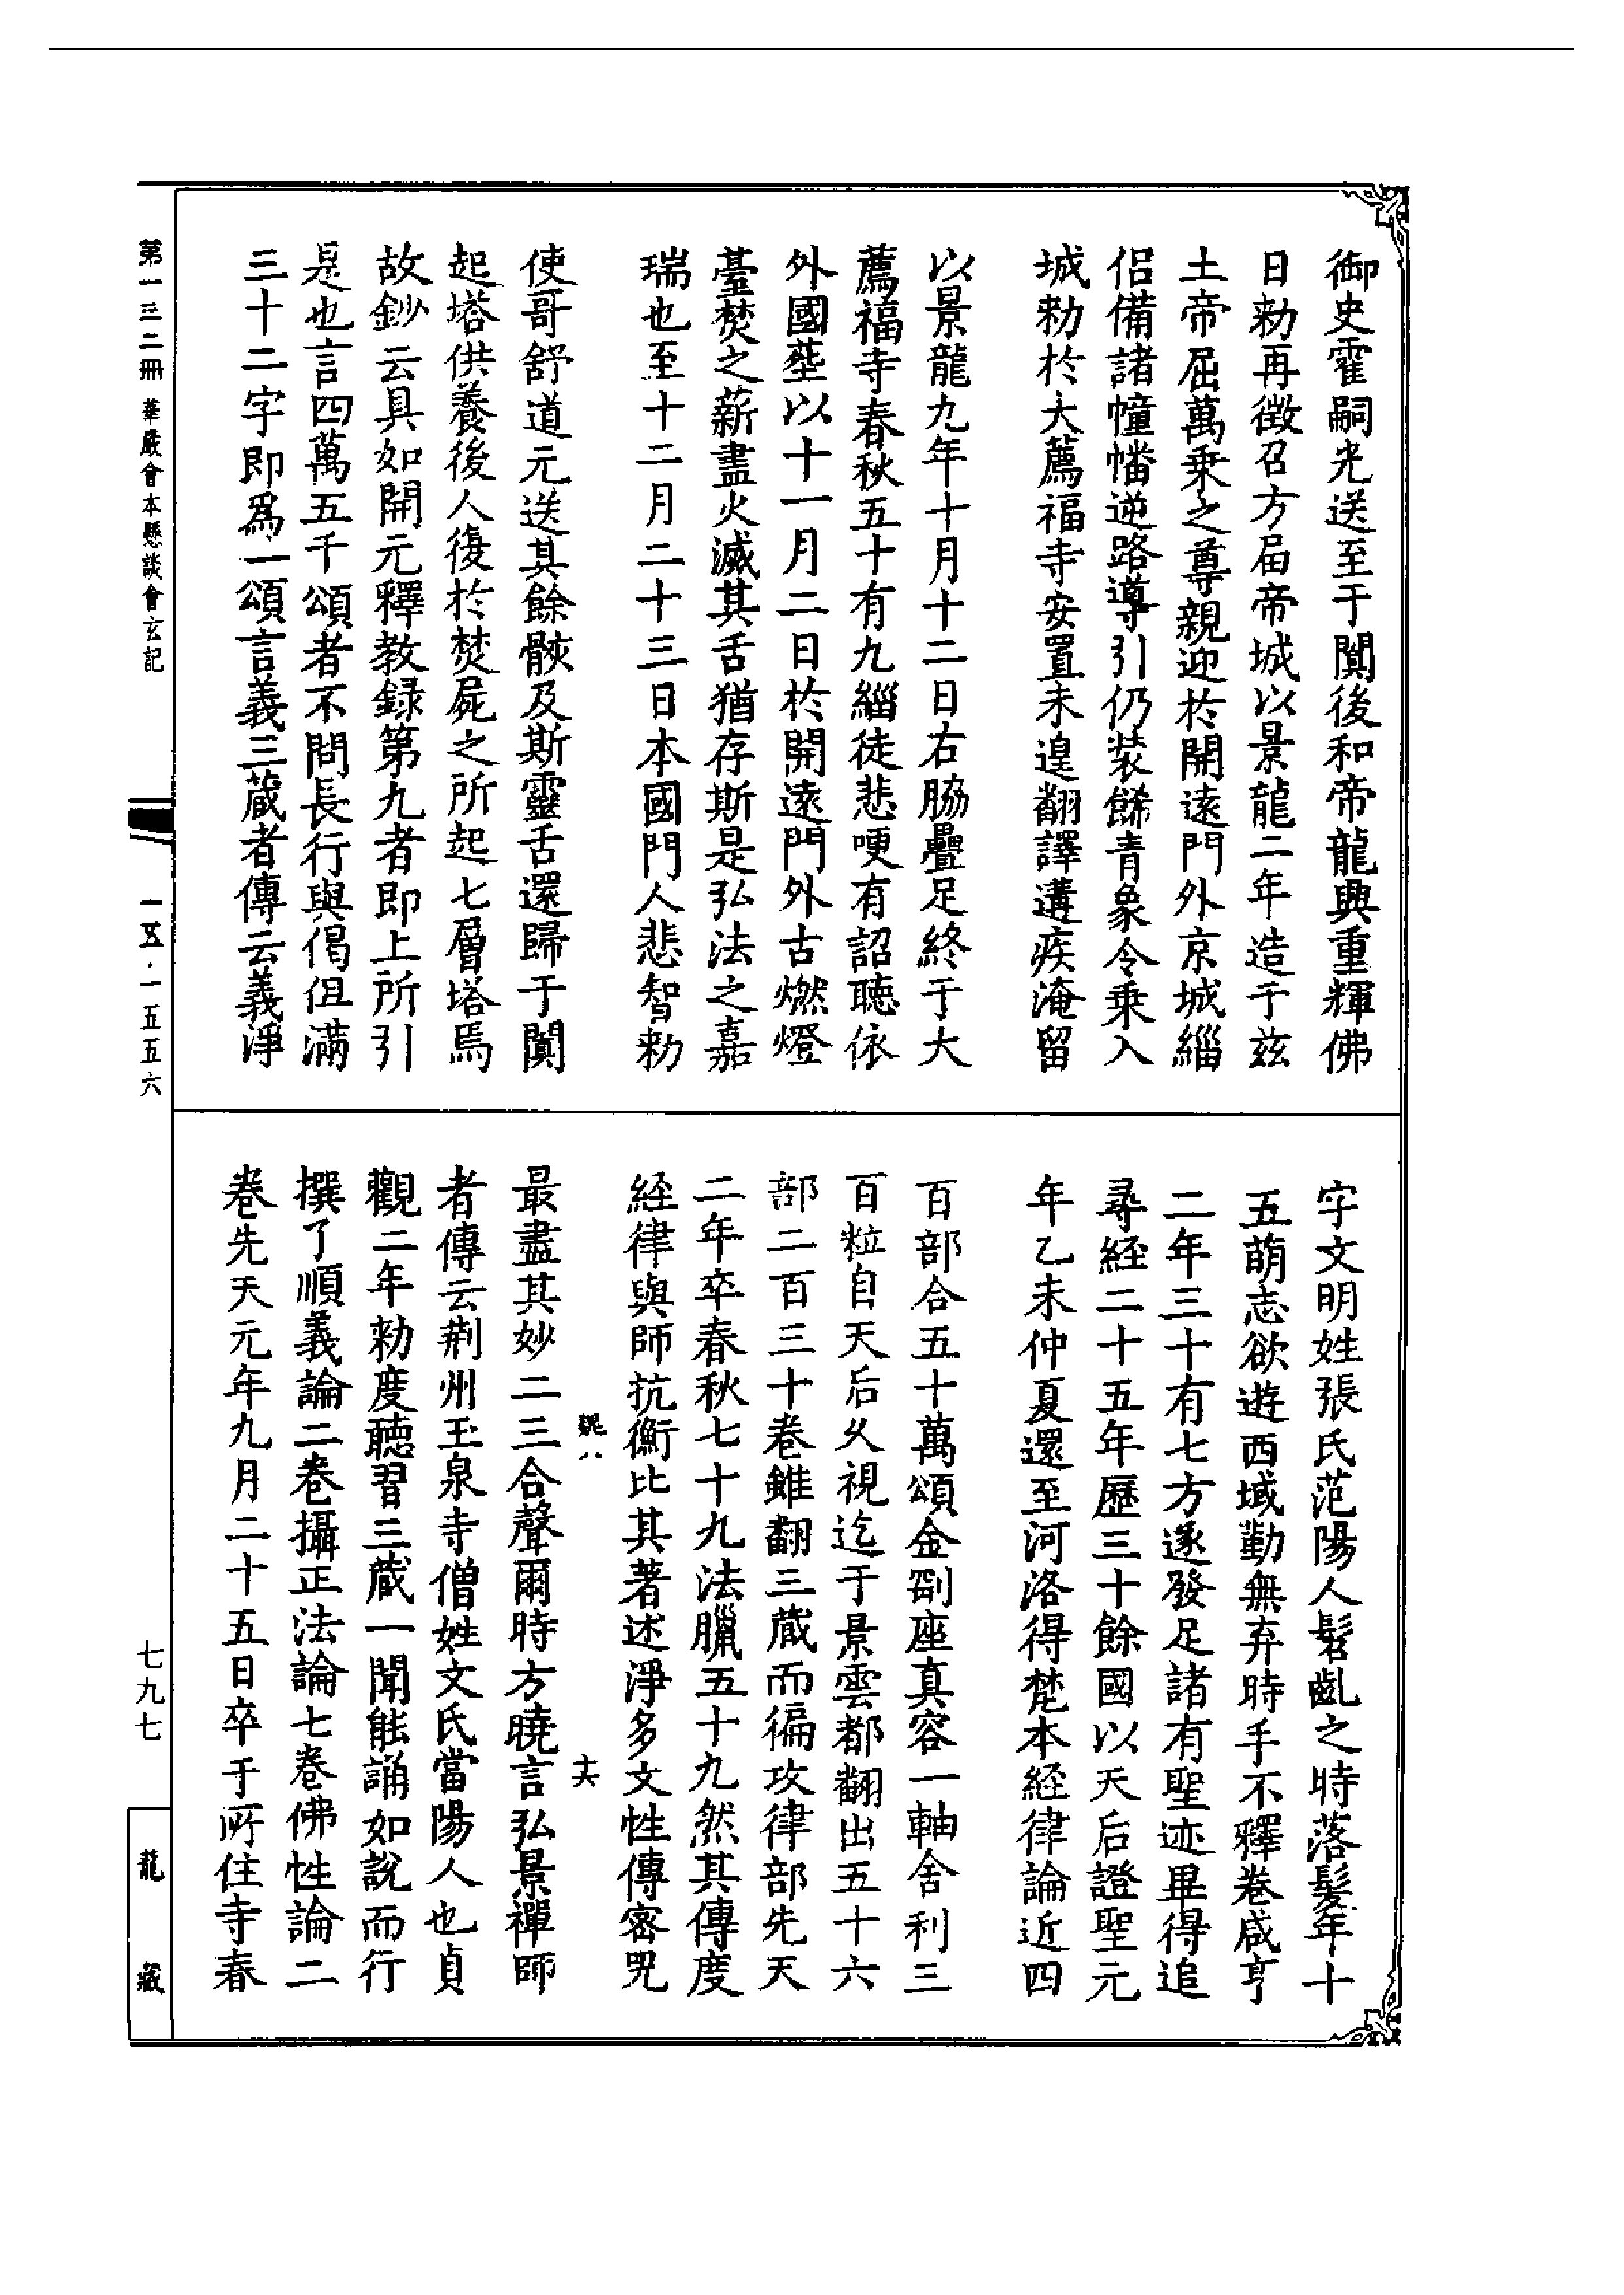 御史霍嗣光送至于闐後和帝龍興重輝佛
日勑再徵召方屆帝城以景龍二年造于兹
土帝屈萬乘之尊親迎於開遠門外京城緇
侶備諸幢幡逆路導引仍裝餙青象令乘入
城勑於大薦福寺安置未遑翻譯遘疾淹留
以景龍九年十月十二日右脇疊足終于大
薦福寺春秋五十有九緇徒悲哽有詔聽依
外國塟以十一月二日於開遠門外古燃燈
臺焚之薪盡火滅其舌猶存斯是弘法之嘉
瑞也至十二月二十三日本國門人悲智勑
使哥舒道元送其餘骸及斯靈舌還歸于闐
起塔供養後人復於焚屍之所起七層塔焉
故鈔云具如開元釋教録第九者即上所引
是也言四萬五千頌者不問長行與偈但滿
三十二字即爲一頌言義三藏者傳云義淨
字文明姓張氏范陽人髫齓之時落髮年十
五萌志欲遊西域勤無弃時手不釋卷咸亨
二年三十有七方遂發足諸有聖迹畢得追
尋経二十五年歷三十餘國以天后證聖元
年乙未仲夏還至河洛得梵本経律論近四
百部合五十萬頌金剛座真容一軸舍利三
百粒自天后久視迄于景雲都翻出五十六
部二百三十卷雖翻三蔵而徧攻律部先天
二年卒春秋七十九法臘五十九然其傳度
経律與師抗衡比其著述淨多文性傳密呪
魏八 十六
最盡其妙二三合聲爾時方曉言弘景禪師
者傳云荆州玉泉寺僧姓文氏當陽人也貞
觀二年勑度聽習三蔵一聞能誦如說而行
撰了順義論二卷攝正法論七卷佛性論二
卷先天元年九月二十五日卒于所住寺春
第一三二冊 華嚴會本懸談會玄記
一五·一五五六
七九七
龍藏